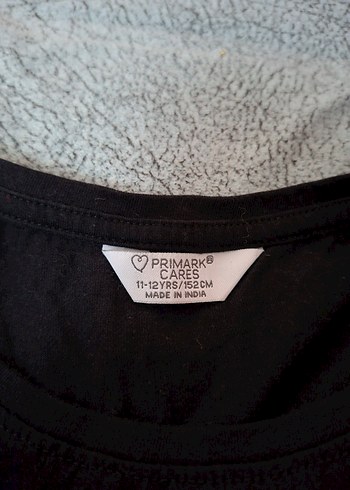 PRIMARK®
CARES
11-12YRS/152CM
MADE IN INDIA